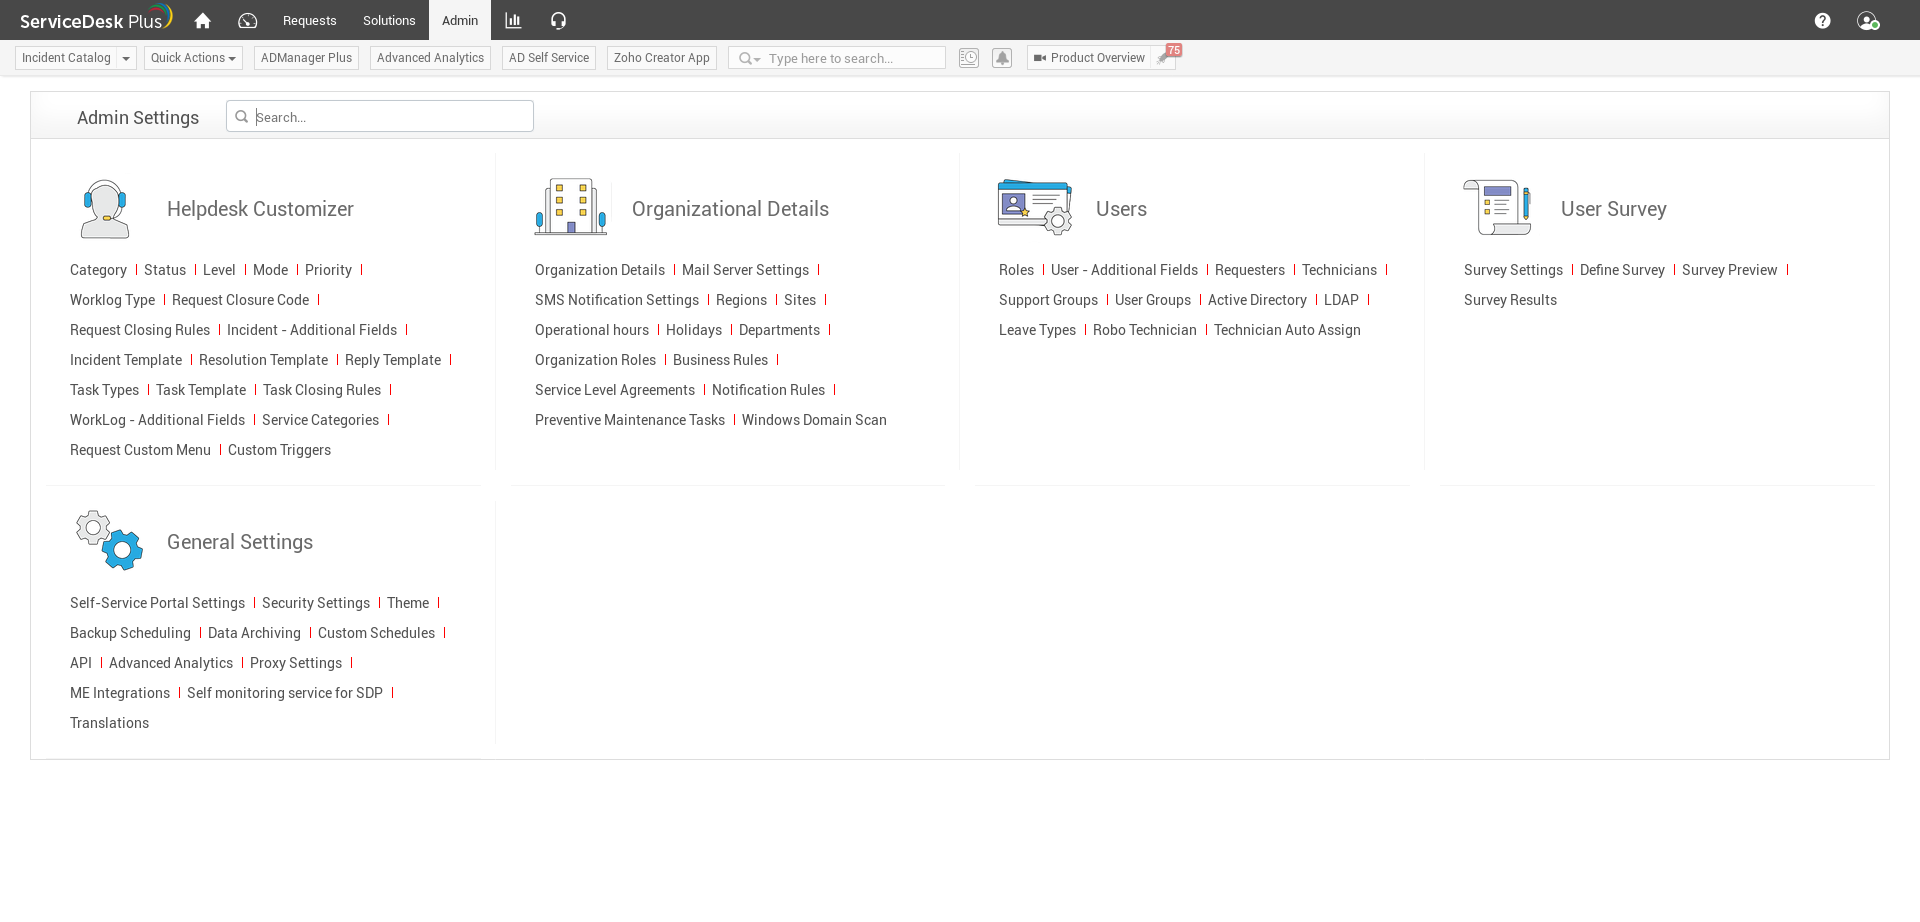 ServiceDesk Plus Requests Solutions Admin
Incident Catalog Quick Actions ADManager Plus Advanced Analytics AD Self Service Zoho Creator App Type here to search... Product Overview 75
Admin Settings Search...
Helpdesk Customizer
Category | Status | Level | Mode | Priority |
Worklog Type | Request Closure Code |
Request Closing Rules | Incident - Additional Fields |
Incident Template | Resolution Template | Reply Template |
Task Types | Task Template | Task Closing Rules |
WorkLog - Additional Fields | Service Categories |
Request Custom Menu | Custom Triggers
Organizational Details
Organization Details | Mail Server Settings |
SMS Notification Settings | Regions | Sites |
Operational hours | Holidays | Departments |
Organization Roles | Business Rules |
Service Level Agreements | Notification Rules |
Preventive Maintenance Tasks | Windows Domain Scan
Users
Roles | User - Additional Fields | Requesters | Technicians |
Support Groups | User Groups | Active Directory | LDAP |
Leave Types | Robo Technician | Technician Auto Assign
User Survey
Survey Settings | Define Survey | Survey Preview |
Survey Results
General Settings
Self-Service Portal Settings | Security Settings | Theme |
Backup Scheduling | Data Archiving | Custom Schedules |
API | Advanced Analytics | Proxy Settings |
ME Integrations | Self monitoring service for SDP |
Translations